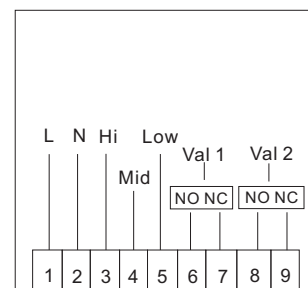 L N Hi Low
Val 1 Val 2
Mid
NO NC NO NC
1 2 3 4 5 6 7 8 9